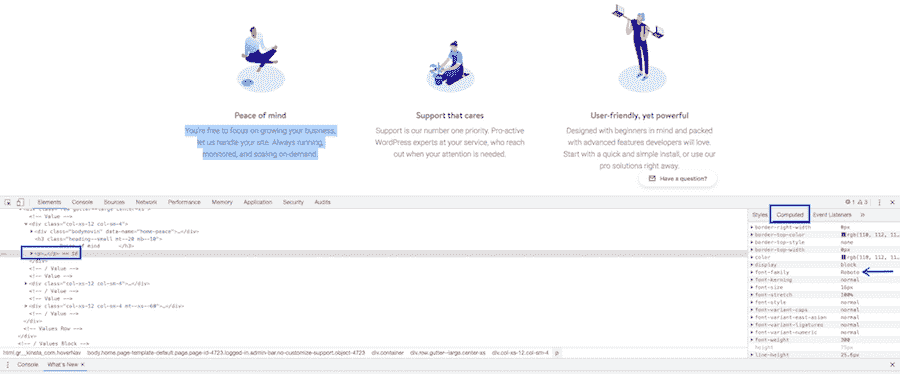 Peace of mind
You're free to focus on growing your business,
let us handle your site. Always running,
monitored, and scaling on-demand.
Support that cares
Support is our number one priority. Pro-active
WordPress experts at your service, who reach
out when your attention is needed.
User-friendly, yet powerful
Designed with beginners in mind and packed
with advanced features developers will love.
Start with a quick and simple install, or use our
pro solutions right away.
Have a question?
Elements Console Sources Network Performance Memory Application Security Audits
1 3
<!-- Value -->
<div class="col-xs-12 col-sm-4">
<div class="bodymovin" data-name="home-peace">…</div>
<h3 class="heading--small mt--20 mb--10">
of mind </h3>
<p>…</p> == $0
</div>
<!-- / Value -->
<!-- Value -->
<div class="col-xs-12 col-sm-4">…</div>
<!-- / Value -->
<!-- Value -->
<div class="col-xs-12 col-sm-4 mt--xs--60">…</div>
<!-- / Value -->
</div>
<!-- Values Row -->
</div>
<!-- / Values Block -->
html.gr__kinsta_com.hoverNav body.home.page-template-default.page.page-id-4723.logged-in.admin-bar.no-customize-support.object-4723 div.container div.row.gutter--large.center-xs div.col-xs-12.col-sm-4 p
Styles Computed Event Listeners »
border-right-width 0px
border-top-color rgb(110, 112, 11…
border-top-style none
border-top-width 0px
color rgb(110, 112, 11…
display block
font-family Roboto
font-kerning normal
font-size 16px
font-stretch 100%
font-style normal
font-variant-caps normal
font-variant-east-asian normal
font-variant-ligatures normal
font-variant-numeric normal
font-weight 300
height
line-height 25.6px
Console What's New